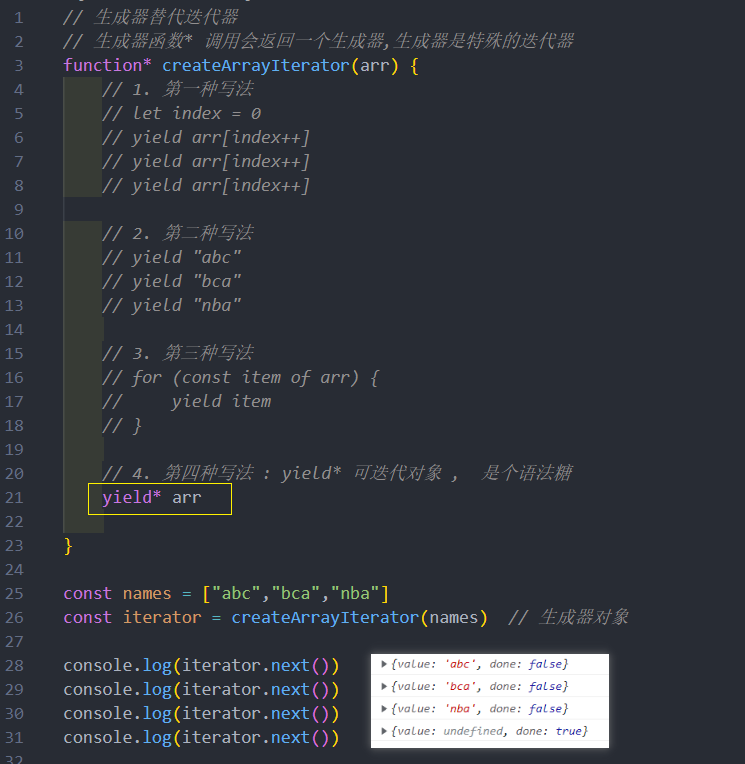 1 // 生成器替代迭代器
2 // 生成器函数* 调用会返回一个生成器,生成器是特殊的迭代器
3 function* createArrayIterator(arr) {
4 // 1. 第一种写法
5 // let index = 0
6 // yield arr[index++]
7 // yield arr[index++]
8 // yield arr[index++]
9
10 // 2. 第二种写法
11 // yield "abc"
12 // yield "bca"
13 // yield "nba"
14
15 // 3. 第三种写法
16 // for (const item of arr) {
17 //     yield item
18 // }
19
20 // 4. 第四种写法 : yield* 可迭代对象 ,  是个语法糖
21 yield* arr
22
23 }
24
25 const names = ["abc","bca","nba"]
26 const iterator = createArrayIterator(names)  // 生成器对象
27
28 console.log(iterator.next())
29 console.log(iterator.next())
30 console.log(iterator.next())
31 console.log(iterator.next())
32
{value: 'abc', done: false}
{value: 'bca', done: false}
{value: 'nba', done: false}
{value: undefined, done: true}